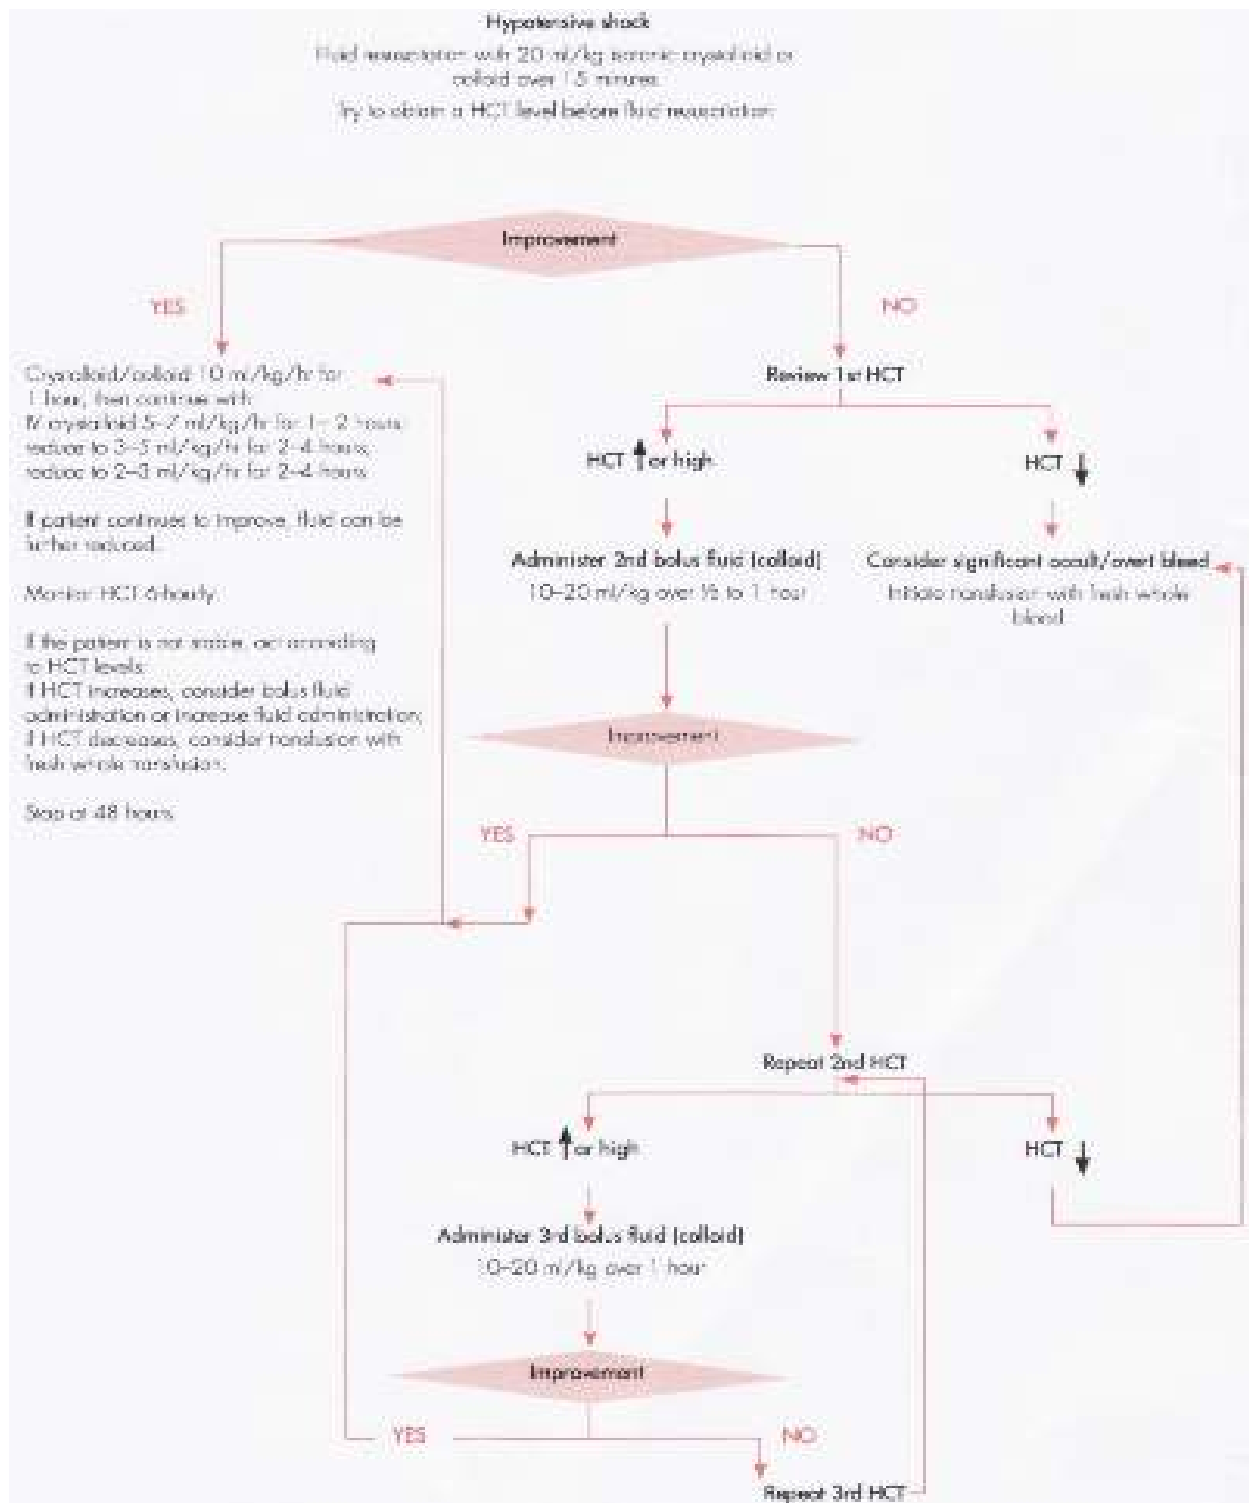 Hypotensive shock
Fluid resuscitation with 20 ml/kg isotonic crystalloid or
colloid over 15 minutes
Try to obtain a HCT level before fluid resuscitation
Improvement
YES
NO
Crystalloid/colloid 10 ml/kg/hr for
1 hour, then continue with:
IV crystalloid 5–7 ml/kg/hr for 1–2 hours;
reduce to 3–5 ml/kg/hr for 2–4 hours;
reduce to 2–3 ml/kg/hr for 2–4 hours
If patient continues to improve, fluid can be
further reduced.
Monitor HCT 6-hourly.
If the patient is not stable, act according
to HCT levels:
if HCT increases, consider bolus fluid
administration or increase fluid administration;
if HCT decreases, consider transfusion with
fresh whole transfusion.
Stop at 48 hours
Review 1st HCT
HCT ↑ or high
HCT ↓
Administer 2nd bolus fluid (colloid)
10–20 ml/kg over ½ to 1 hour
Consider significant occult/overt bleed
Initiate transfusion with fresh whole
blood
Improvement
YES
NO
Repeat 2nd HCT
HCT ↑ or high
HCT ↓
Administer 3rd bolus fluid (colloid)
10–20 ml/kg over 1 hour
Improvement
YES
NO
Repeat 3rd HCT